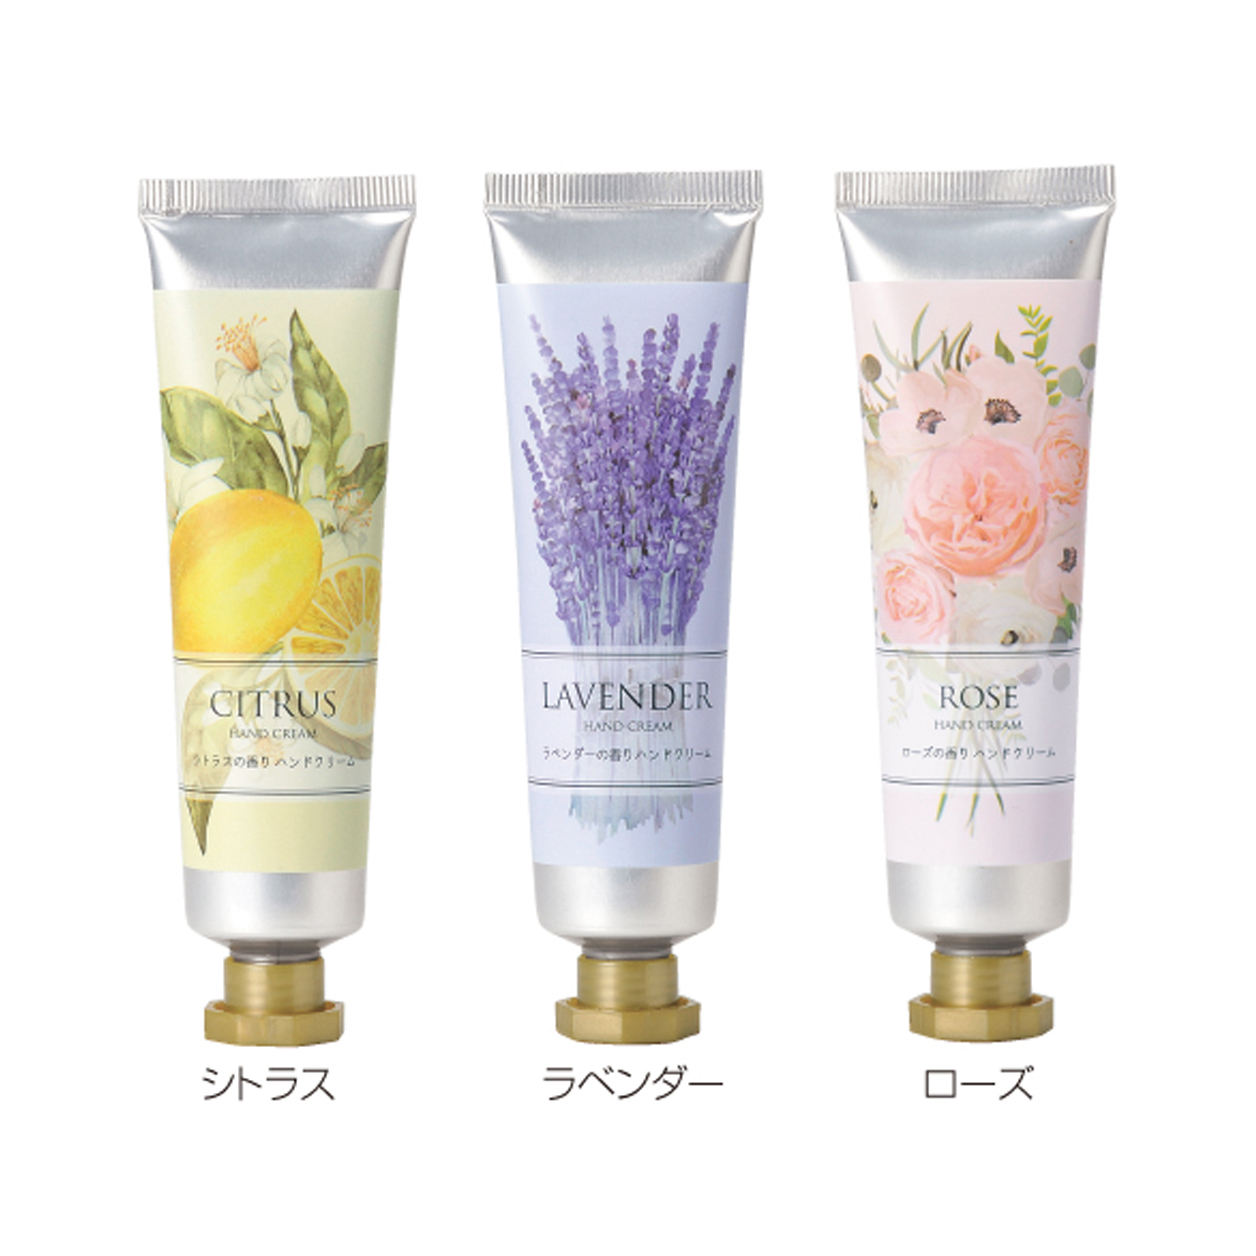 CITRUS
HAND CREAM
シトラスの香り ハンドクリーム
LAVENDER
HAND CREAM
ラベンダーの香り ハンドクリーム
ROSE
HAND CREAM
ローズの香り ハンドクリーム
シトラス
ラベンダー
ローズ